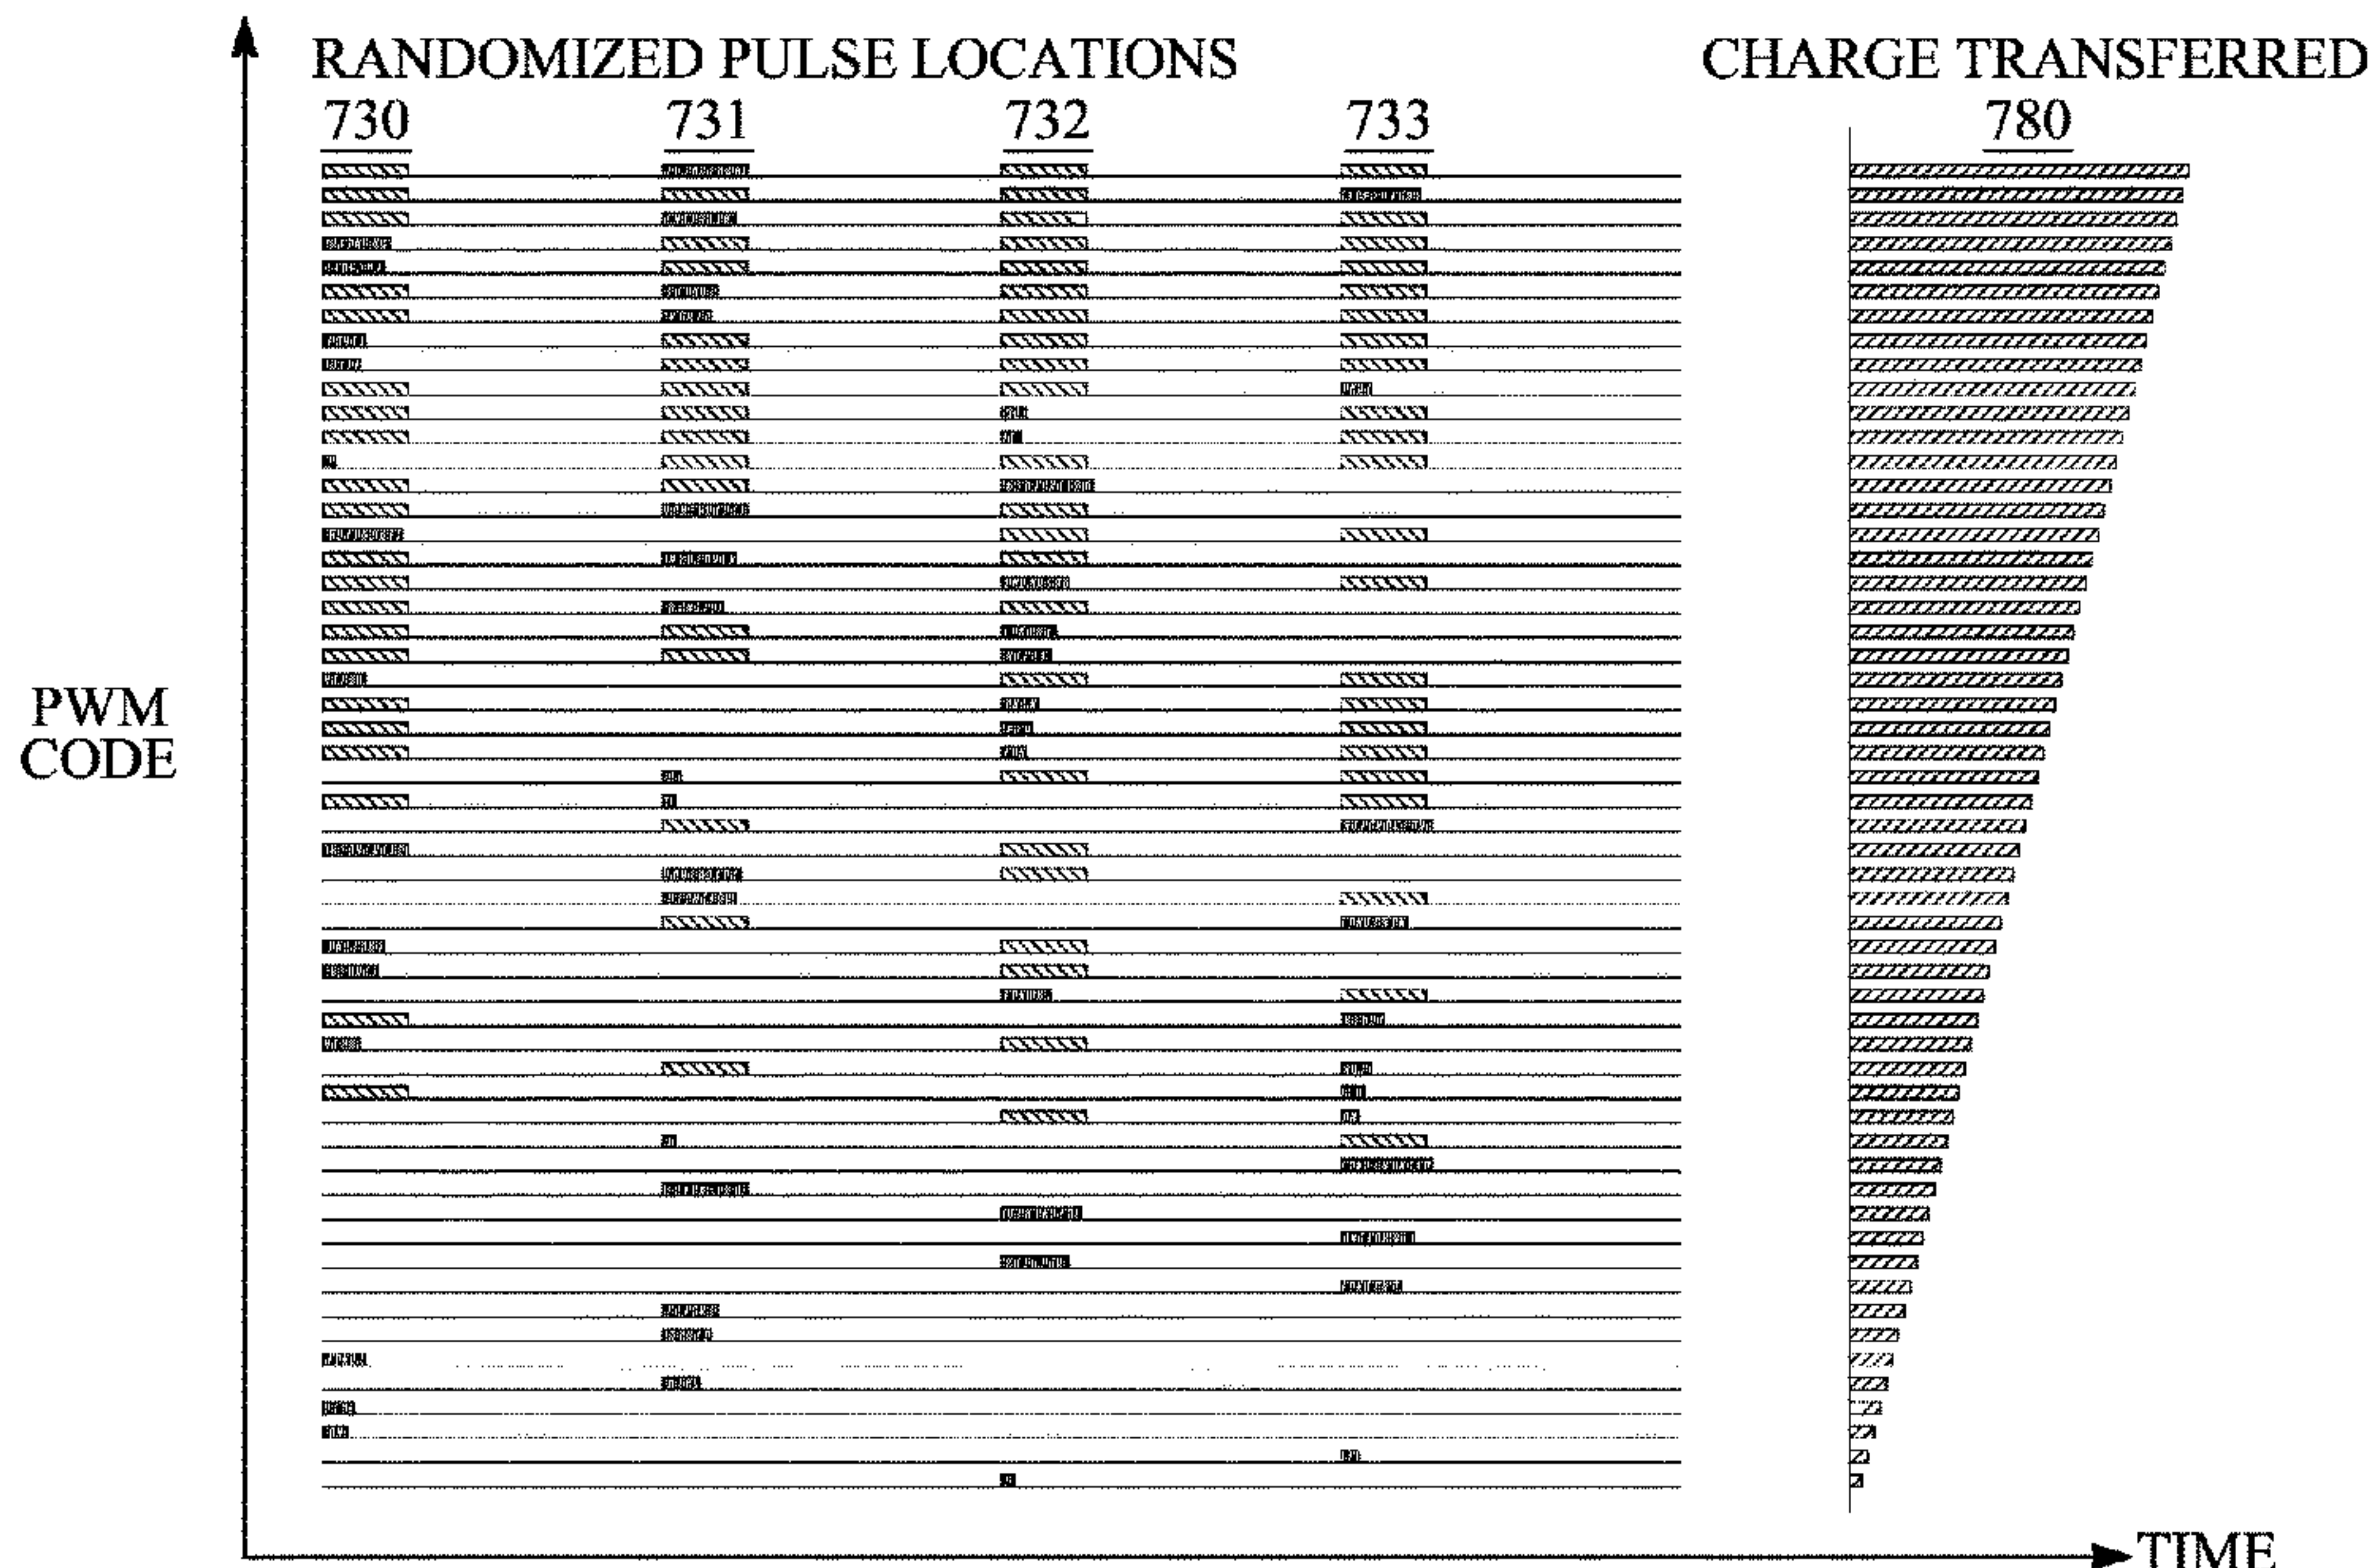 RANDOMIZED PULSE LOCATIONS
CHARGE TRANSFERRED
730 731 732 733 780
PWM
CODE
TIME